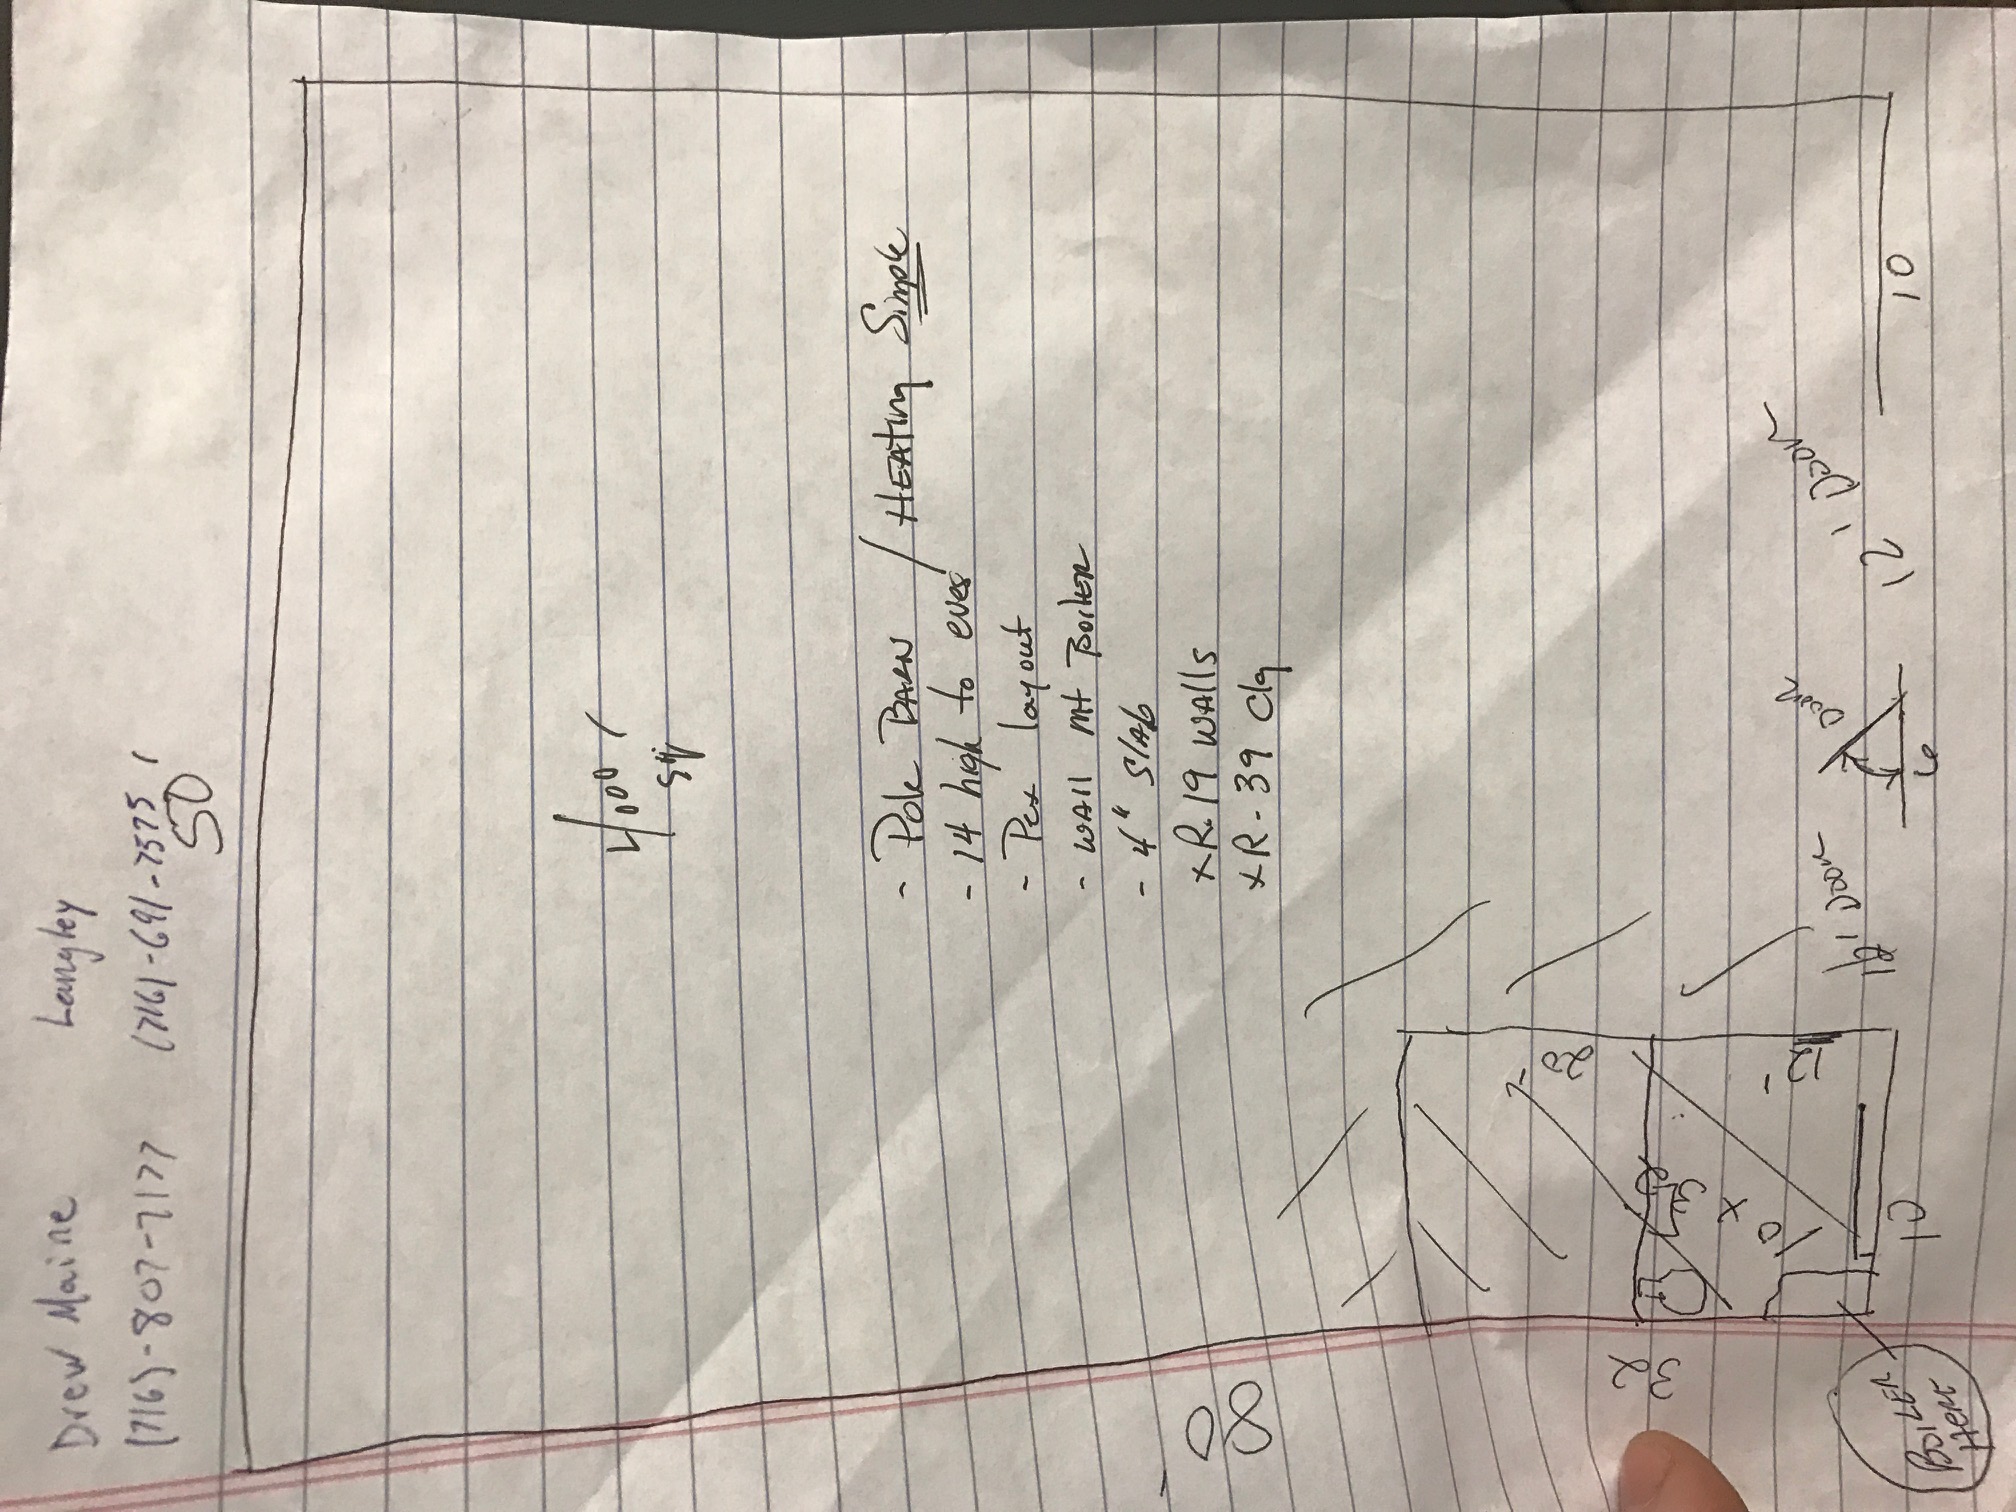 Drew Maine Langley
(716)-807-7177 (716)-691-7575
50'
4,000
sq
- Pole BARN / HEAting Simple
- 14 high to eves
- Pex layout
- WAll mt BoilER
- 4" SlAb
x R. 19 WAlls
x R - 39 Clg
80'
20'
32
10 x 32
12'
12' DOOR
DOOR
12' DOOR
10
6
10
BOILER
HERE